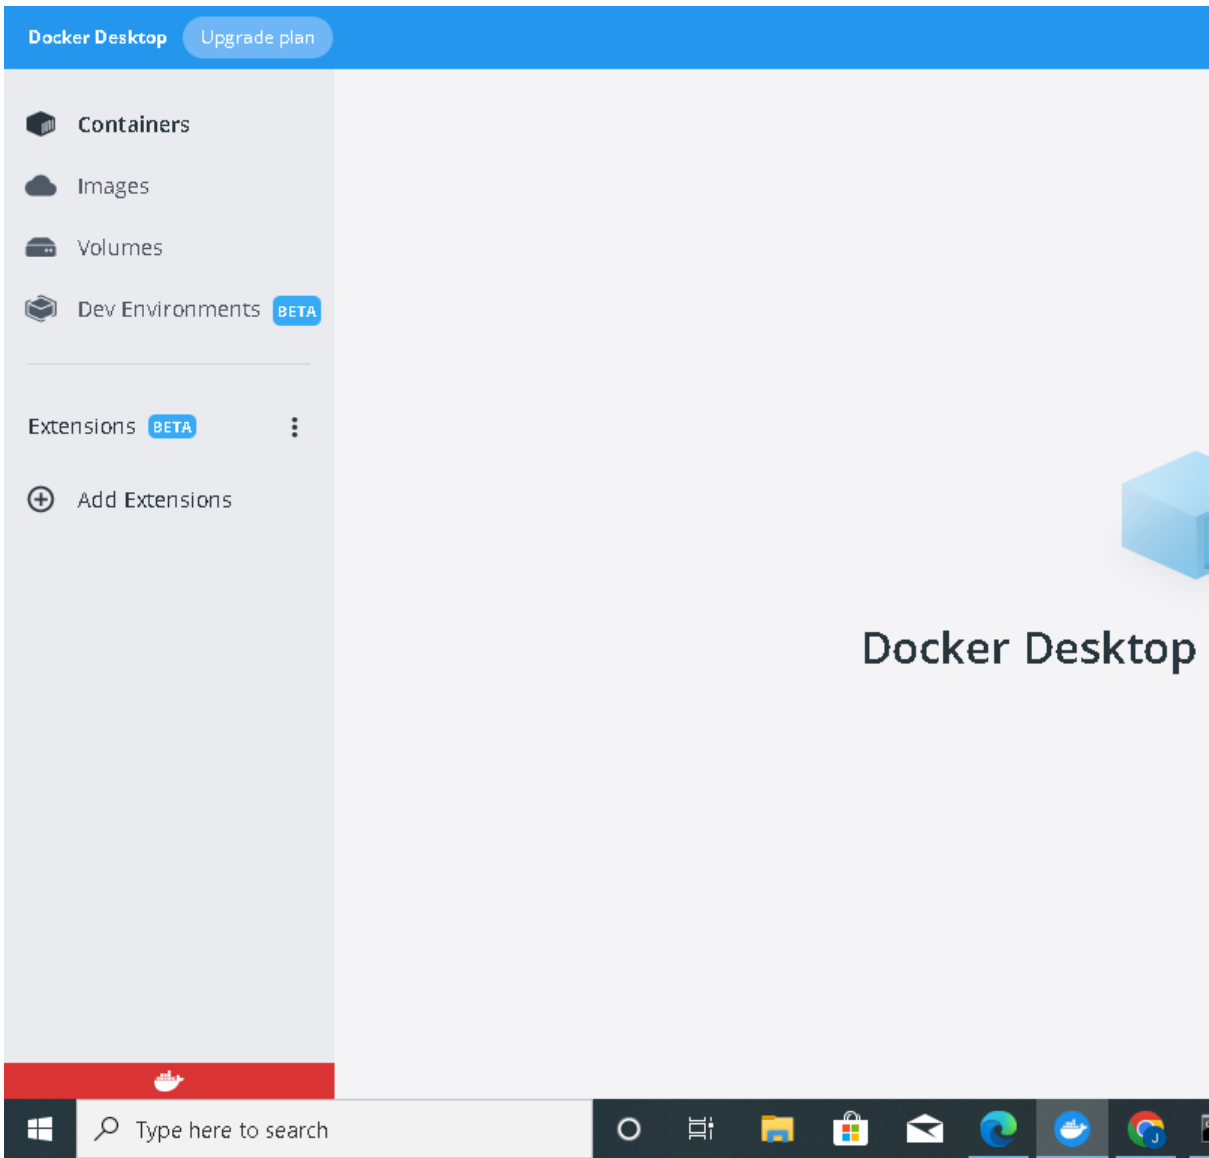 Docker Desktop Upgrade plan
Containers
Images
Volumes
Dev Environments BETA
Extensions BETA
Add Extensions
Docker Desktop
Type here to search